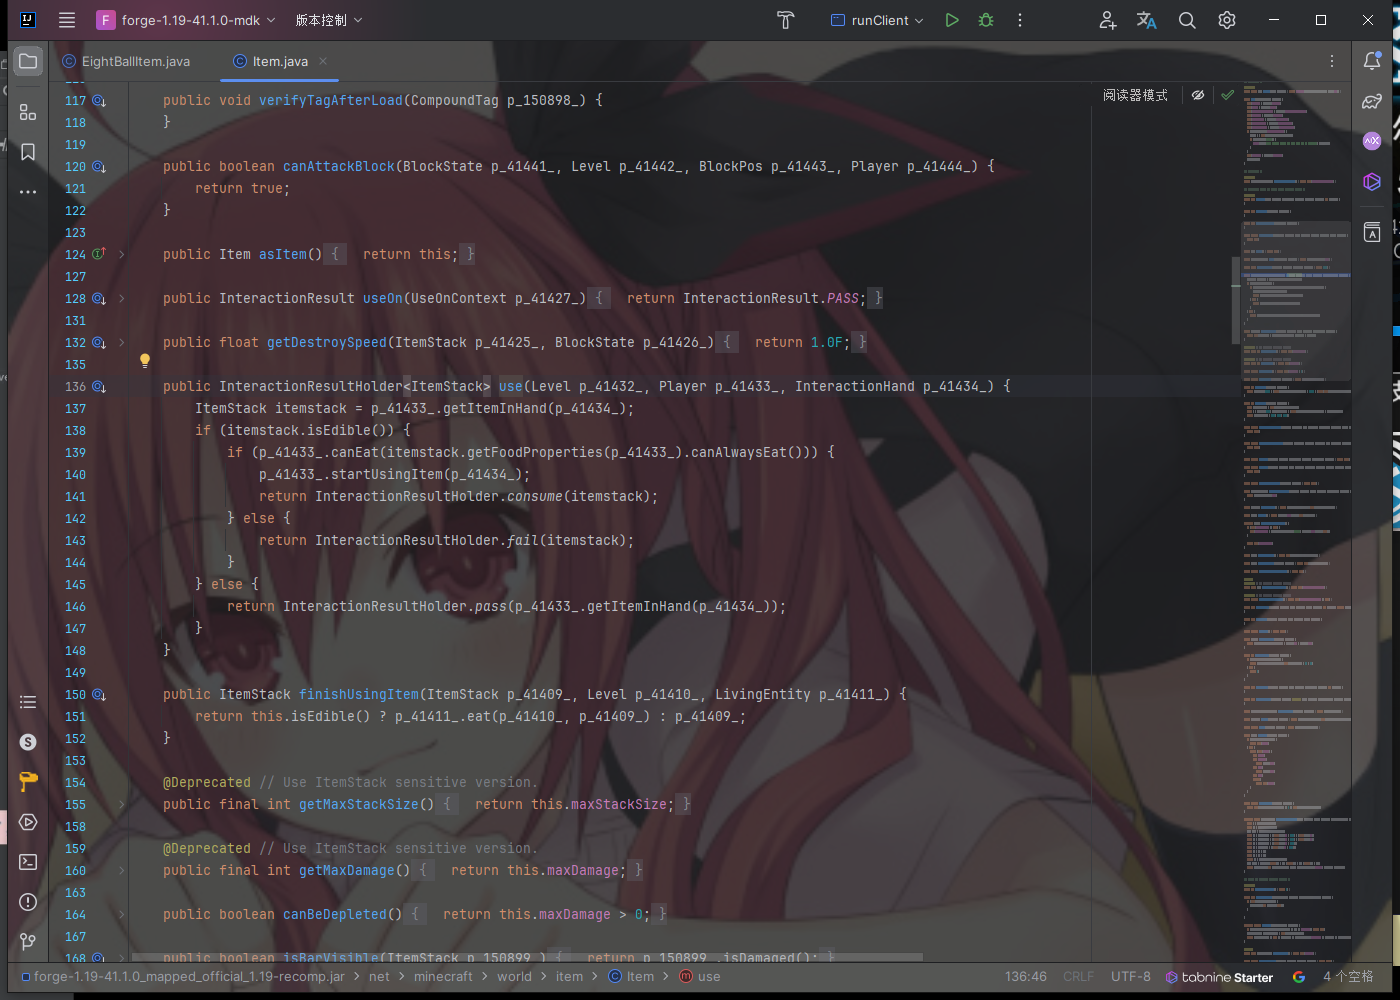 IJ
F forge-1.19-41.1.0-mdk 版本控制 runClient
EightBallItem.java Item.java
阅读器模式
117 public void verifyTagAfterLoad(CompoundTag p_150898_) {
118 }
119
120 public boolean canAttackBlock(BlockState p_41441_, Level p_41442_, BlockPos p_41443_, Player p_41444_) {
121 return true;
122 }
123
124 public Item asItem() { return this; }
127
128 public InteractionResult useOn(UseOnContext p_41427_) { return InteractionResult.PASS; }
131
132 public float getDestroySpeed(ItemStack p_41425_, BlockState p_41426_) { return 1.0F; }
135
136 public InteractionResultHolder<ItemStack> use(Level p_41432_, Player p_41433_, InteractionHand p_41434_) {
137 ItemStack itemstack = p_41433_.getItemInHand(p_41434_);
138 if (itemstack.isEdible()) {
139 if (p_41433_.canEat(itemstack.getFoodProperties(p_41433_).canAlwaysEat())) {
140 p_41433_.startUsingItem(p_41434_);
141 return InteractionResultHolder.consume(itemstack);
142 } else {
143 return InteractionResultHolder.fail(itemstack);
144 }
145 } else {
146 return InteractionResultHolder.pass(p_41433_.getItemInHand(p_41434_));
147 }
148 }
149
150 public ItemStack finishUsingItem(ItemStack p_41409_, Level p_41410_, LivingEntity p_41411_) {
151 return this.isEdible() ? p_41411_.eat(p_41410_, p_41409_) : p_41409_;
152 }
153
154 @Deprecated // Use ItemStack sensitive version.
155 public final int getMaxStackSize() { return this.maxStackSize; }
158
159 @Deprecated // Use ItemStack sensitive version.
160 public final int getMaxDamage() { return this.maxDamage; }
163
164 public boolean canBeDepleted() { return this.maxDamage > 0; }
167
168 public boolean isBarVisible(ItemStack p_150899_) { return p_150899_.isDamaged(); }
forge-1.19-41.1.0_mapped_official_1.19-recomp.jar > net > minecraft > world > item > Item > use 136:46 CRLF UTF-8 tabnine Starter 4 个空格